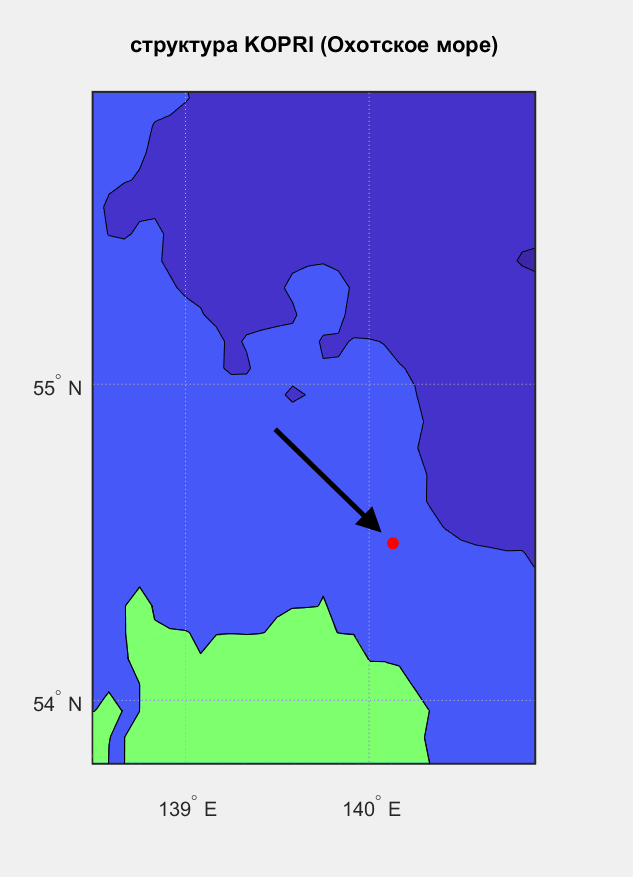 структура KOPRI (Охотское море)
55° N
54° N
139° E
140° E